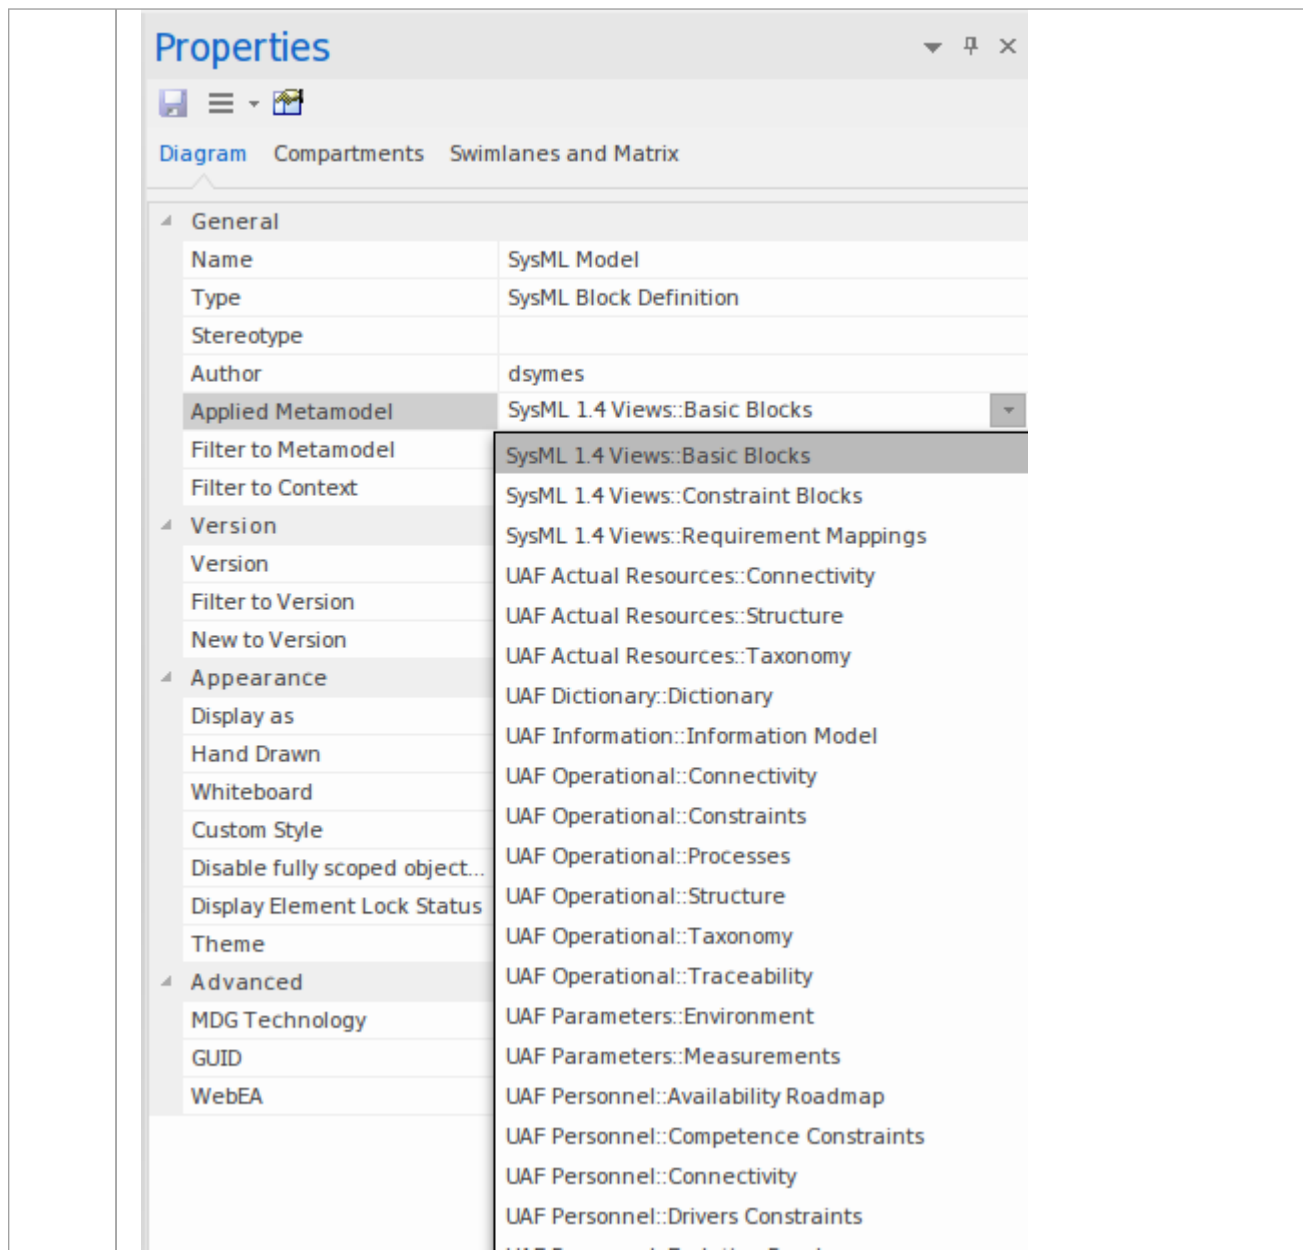 Properties
Diagram Compartments Swimlanes and Matrix
General
Name SysML Model
Type SysML Block Definition
Stereotype
Author dsymes
Applied Metamodel SysML 1.4 Views::Basic Blocks
Filter to Metamodel
Filter to Context
Version
Version
Filter to Version
New to Version
Appearance
Display as
Hand Drawn
Whiteboard
Custom Style
Disable fully scoped object...
Display Element Lock Status
Theme
Advanced
MDG Technology
GUID
WebEA
SysML 1.4 Views::Basic Blocks
SysML 1.4 Views::Constraint Blocks
SysML 1.4 Views::Requirement Mappings
UAF Actual Resources::Connectivity
UAF Actual Resources::Structure
UAF Actual Resources::Taxonomy
UAF Dictionary::Dictionary
UAF Information::Information Model
UAF Operational::Connectivity
UAF Operational::Constraints
UAF Operational::Processes
UAF Operational::Structure
UAF Operational::Taxonomy
UAF Operational::Traceability
UAF Parameters::Environment
UAF Parameters::Measurements
UAF Personnel::Availability Roadmap
UAF Personnel::Competence Constraints
UAF Personnel::Connectivity
UAF Personnel::Drivers Constraints